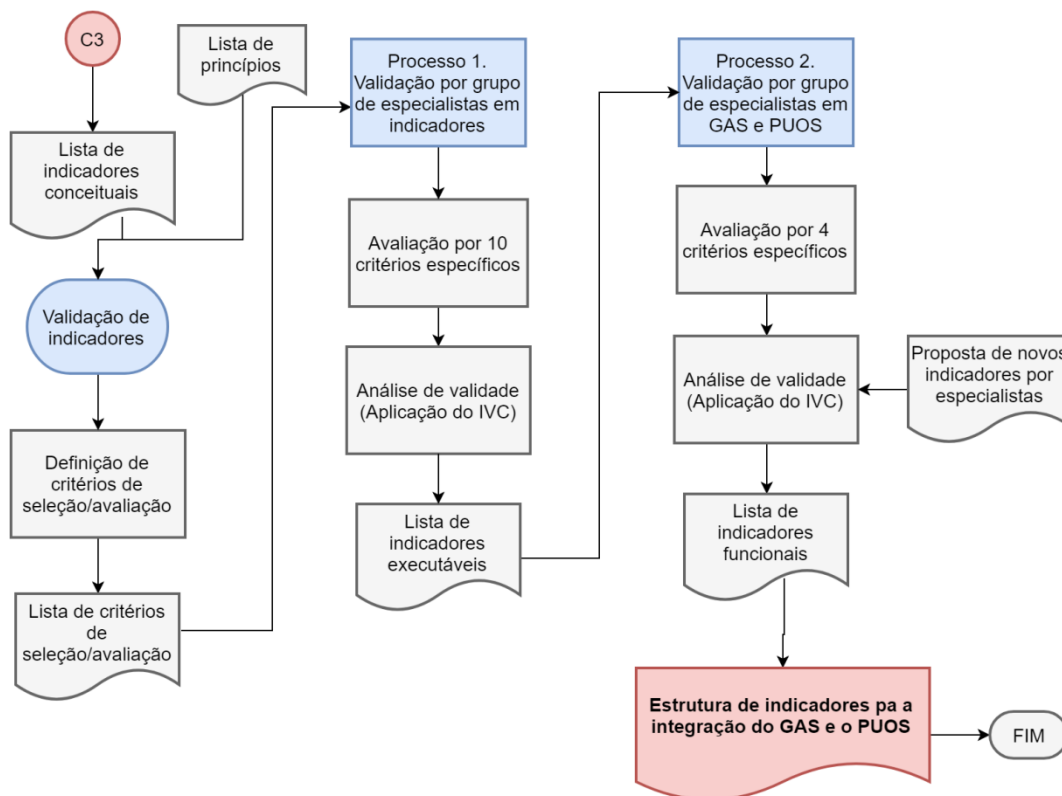 C3
Lista de
princípios
Lista de
indicadores
conceituais
Validação de
indicadores
Definição de
critérios de
seleção/avaliação
Lista de critérios
de
seleção/avaliação
Processo 1.
Validação por grupo
de especialistas em
indicadores
Avaliação por 10
critérios específicos
Análise de validade
(Aplicação do IVC)
Lista de
indicadores
executáveis
Processo 2.
Validação por grupo
de especialistas em
GAS e PUOS
Avaliação por 4
critérios específicos
Análise de validade
(Aplicação do IVC)
Proposta de novos
indicadores por
especialistas
Lista de
indicadores
funcionais
Estrutura de indicadores pa a
integração do GAS e o PUOS
FIM